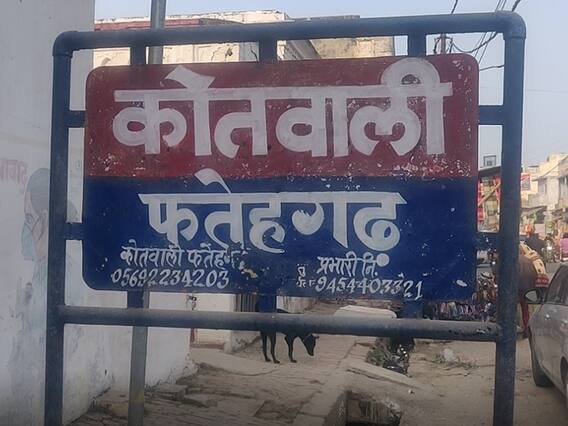 कोतवाली
फतेहगढ़
कोतवाली फतेहगढ़ प्रभारी नि.
05692234203 9454403321